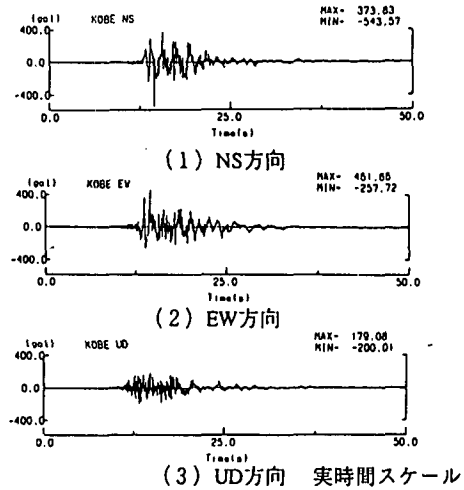 (gal) KOBE NS MAX- 373.83
MIN- -543.57
400.0
0.0
-400.0
0.0 25.0 50.0
Time(s)
(1) NS方向
(gal) KOBE EW MAX- 461.66
MIN- -257.72
400.0
0.0
-400.0
0.0 25.0 50.0
Time(s)
(2) EW方向
(gal) KOBE UD MAX- 179.08
MIN- -200.01
400.0
0.0
-400.0
0.0 25.0 50.0
Time(s)
(3) UD方向 実時間スケール